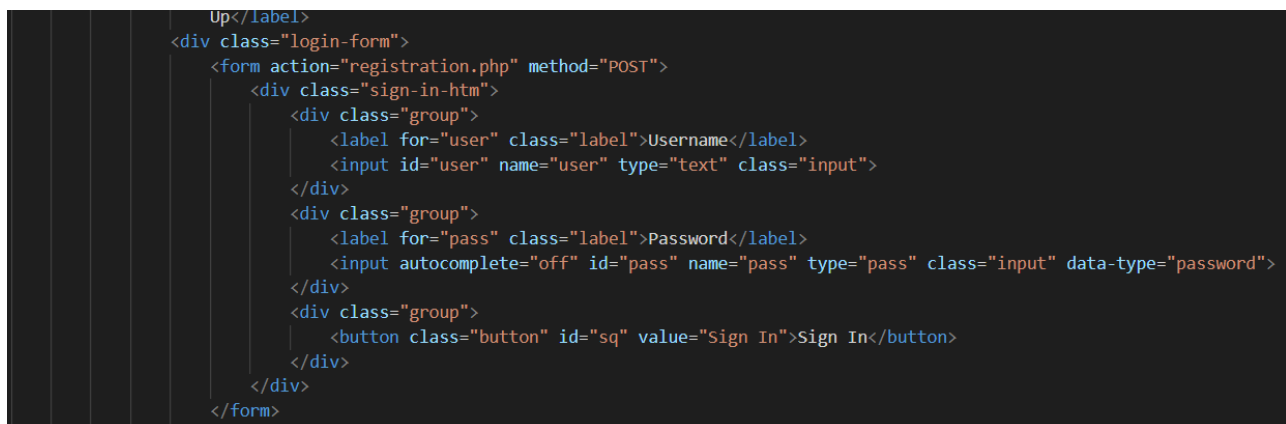 Up</label>
<div class="login-form">
<form action="registration.php" method="POST">
<div class="sign-in-htm">
<div class="group">
<label for="user" class="label">Username</label>
<input id="user" name="user" type="text" class="input">
</div>
<div class="group">
<label for="pass" class="label">Password</label>
<input autocomplete="off" id="pass" name="pass" type="pass" class="input" data-type="password">
</div>
<div class="group">
<button class="button" id="sq" value="Sign In">Sign In</button>
</div>
</div>
</form>